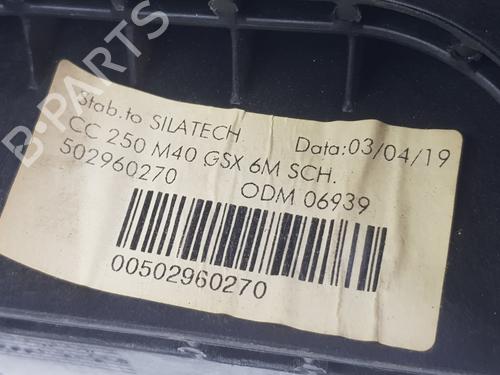 B-PARTS
Stab.to SILATECH Data:03/04/19
CC 250 M40 GSX 6M SCH.
502960270 ODM 06939
00502960270